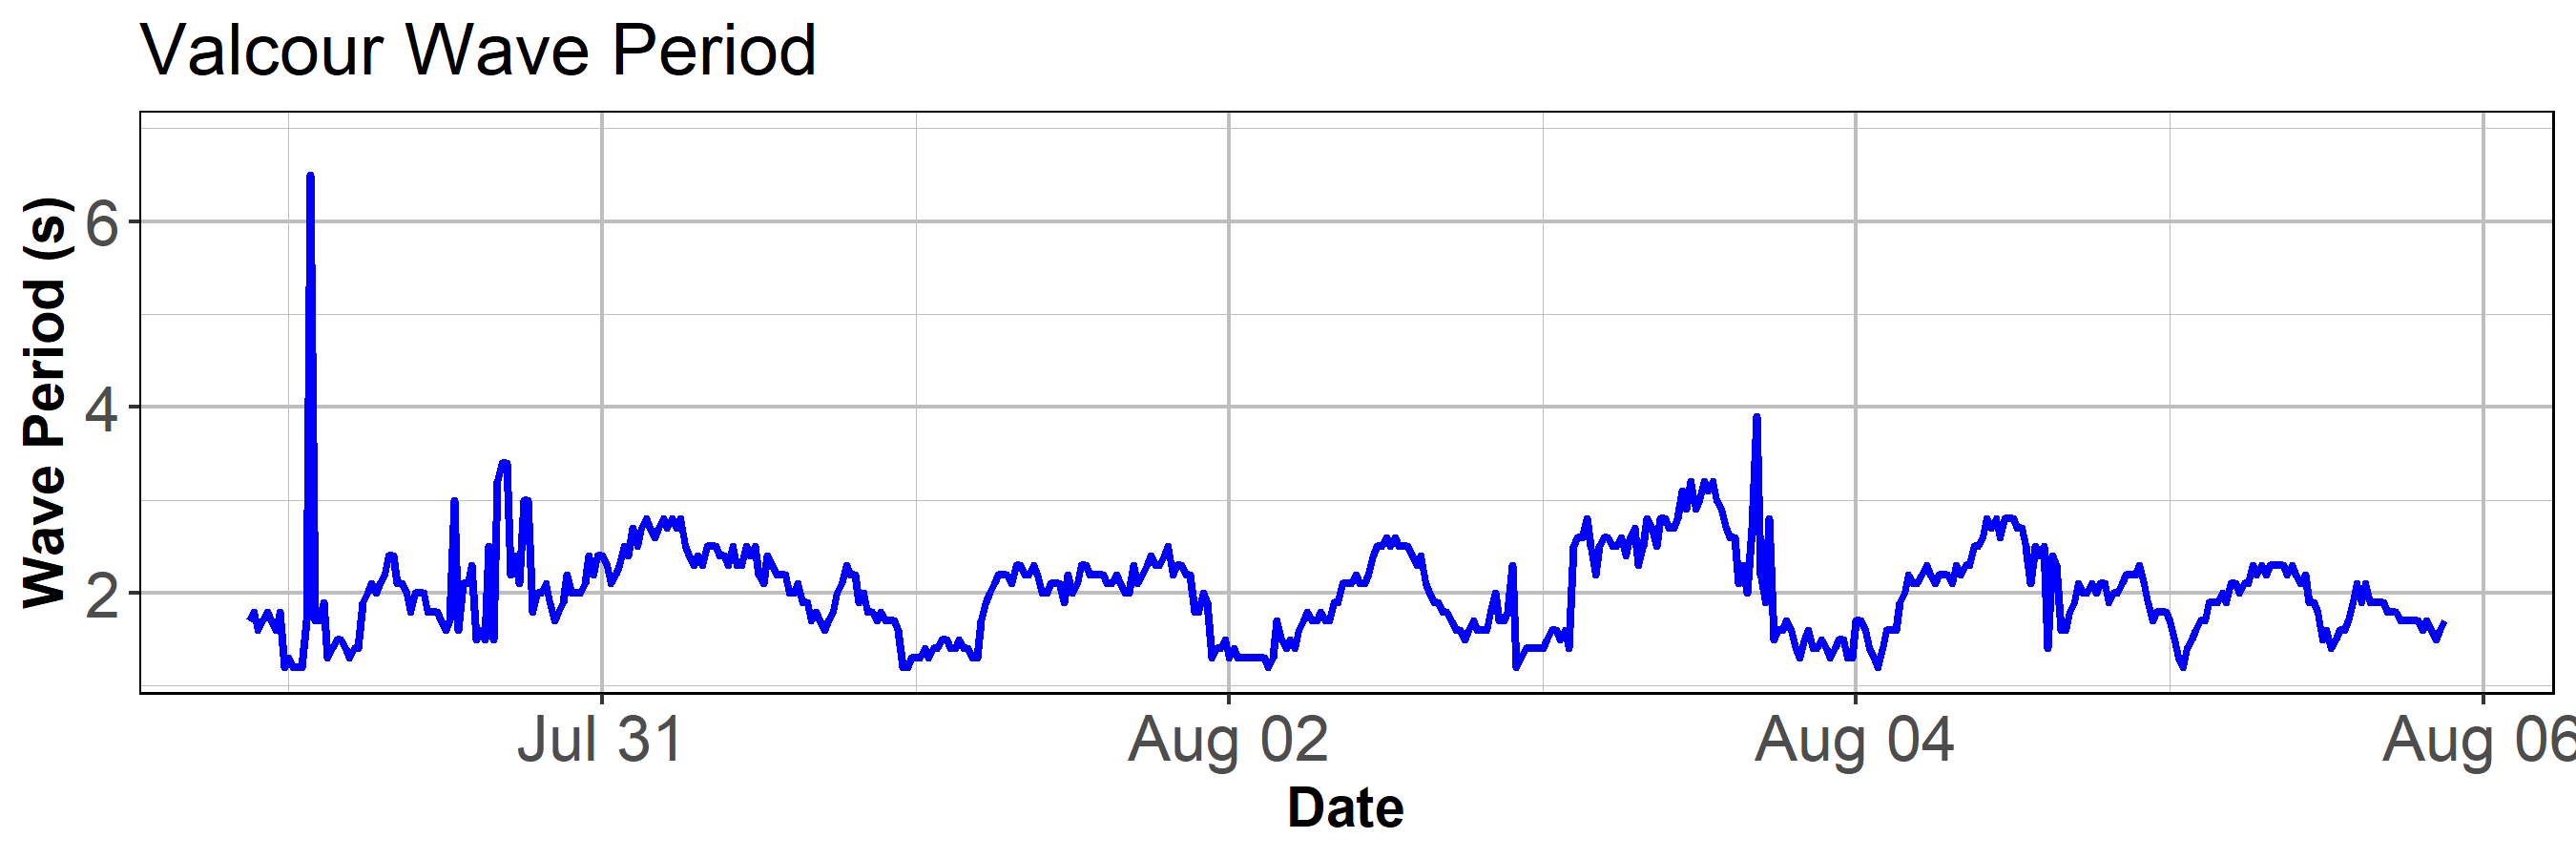 Valcour Wave Period
Wave Period (s)
6
4
2
Jul 31 Aug 02 Aug 04 Aug 06
Date